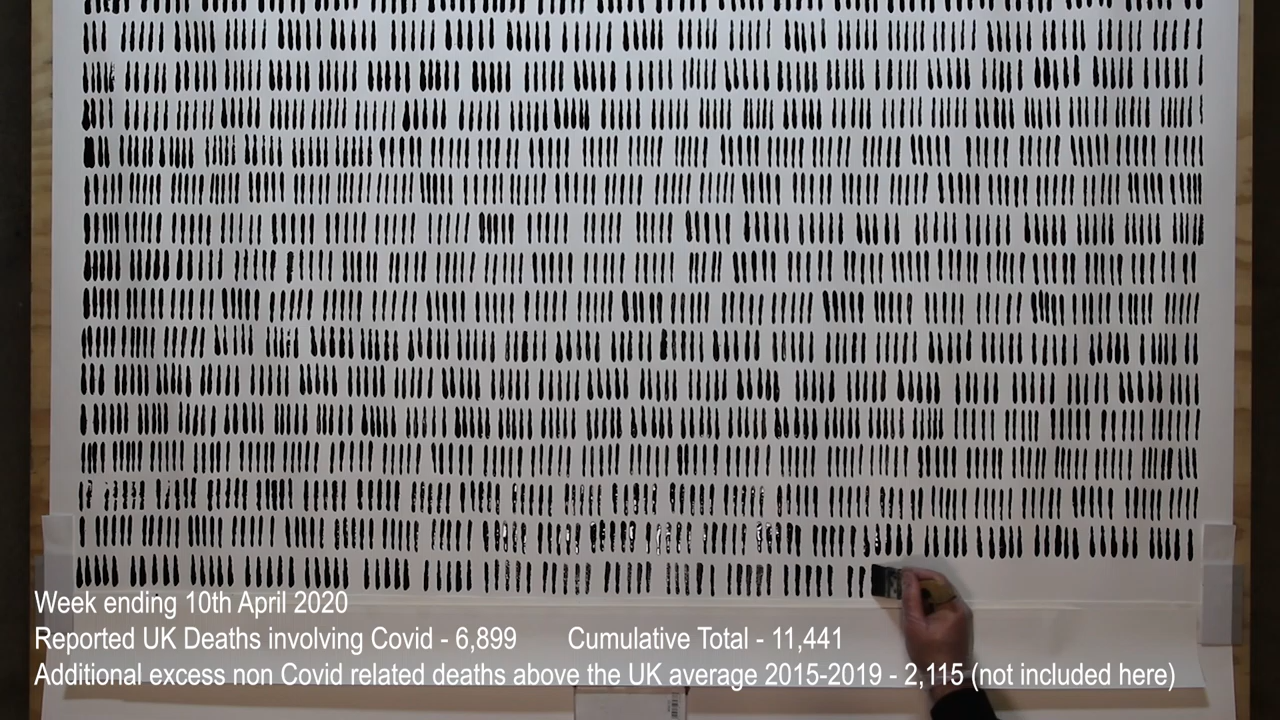 Week ending 10th April 2020
Reported UK Deaths involving Covid - 6,899 Cumulative Total - 11,441
Additional excess non Covid related deaths above the UK average 2015-2019 - 2,115 (not included here)